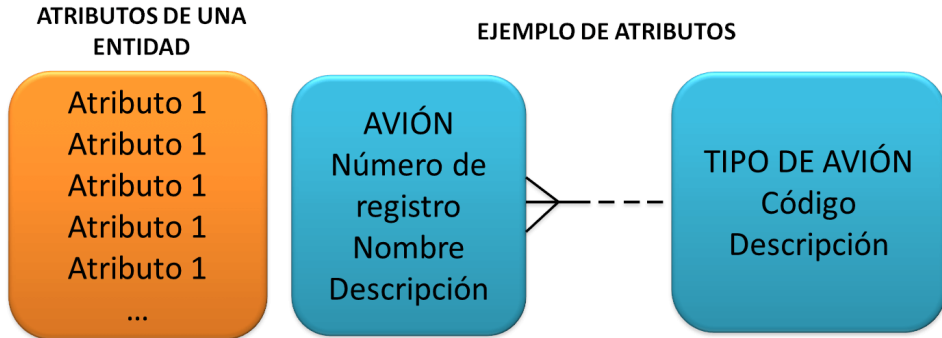 ATRIBUTOS DE UNA
ENTIDAD
Atributo 1
Atributo 1
Atributo 1
Atributo 1
Atributo 1
...
EJEMPLO DE ATRIBUTOS
AVIÓN
Número de
registro
Nombre
Descripción
TIPO DE AVIÓN
Código
Descripción